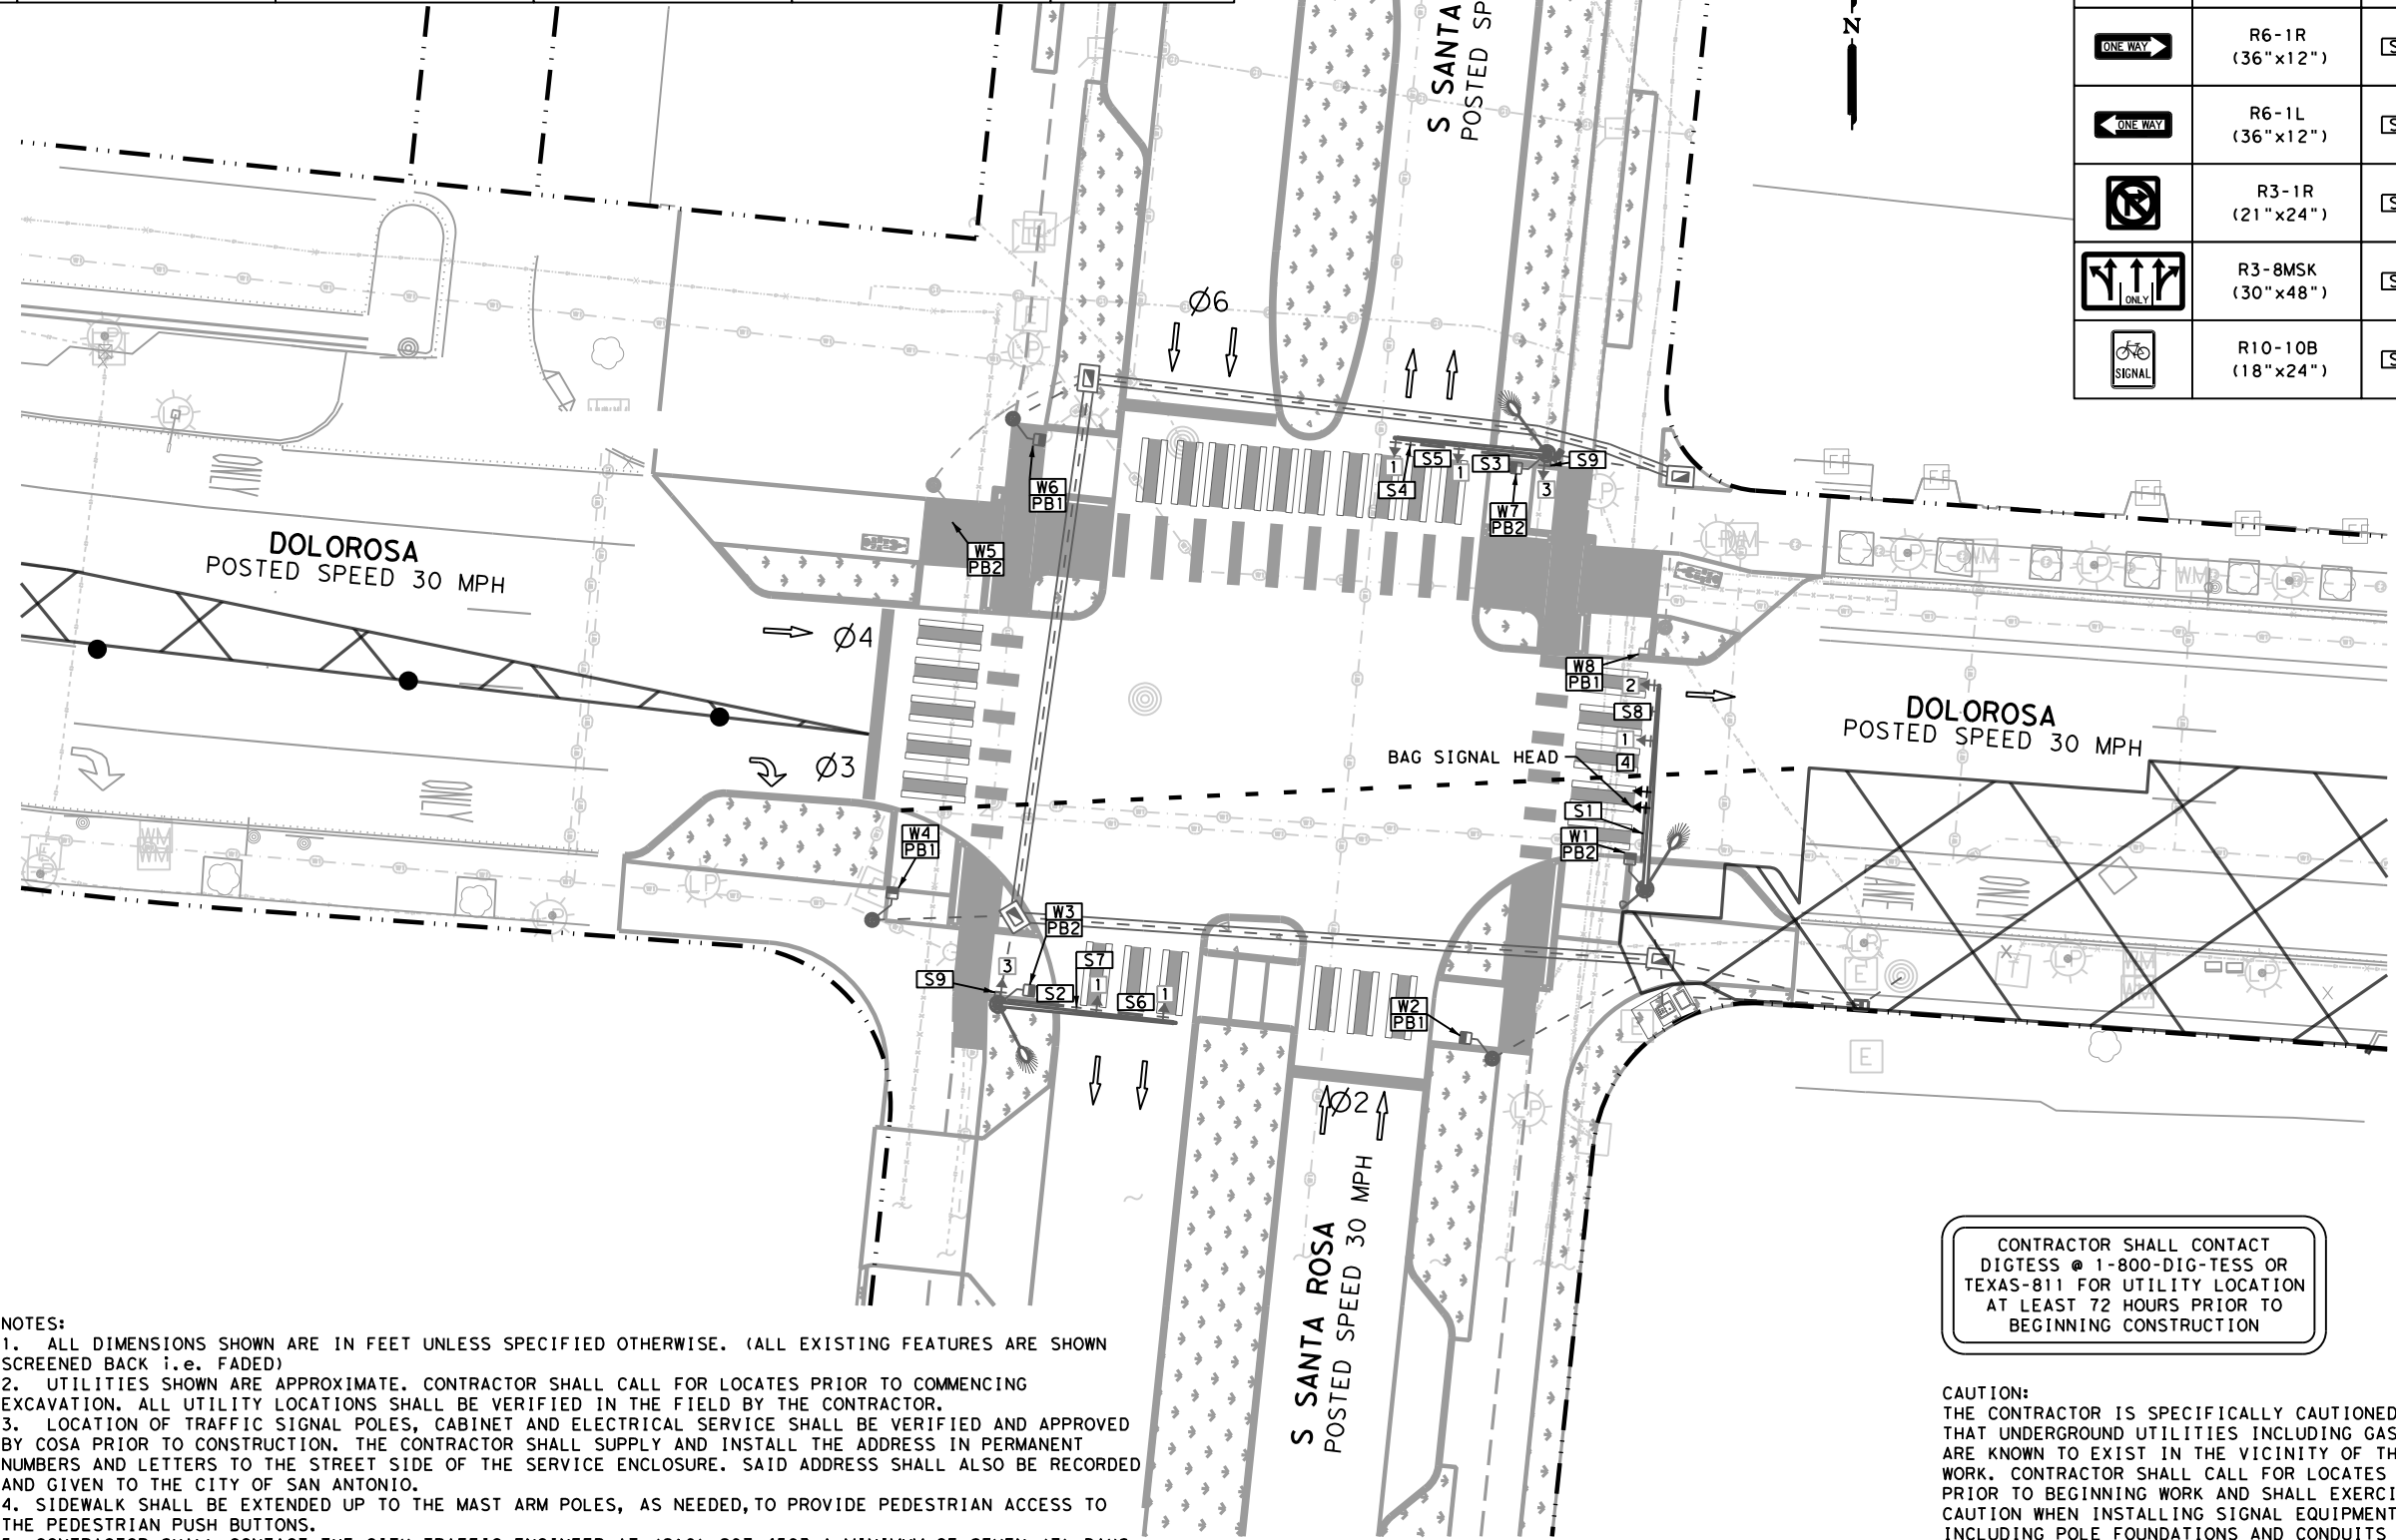 S SANTA
POSTED SP
N
ONE WAY
R6-1R
(36"x12")
ONE WAY
R6-1L
(36"x12")
R3-1R
(21"x24")
ONLY
R3-8MSK
(30"x48")
SIGNAL
R10-10B
(18"x24")
Ø6
S5
S3
S9
1
1
S4
3
W6
PB1
W7
PB2
W5
PB2
DOLOROSA
POSTED SPEED 30 MPH
Ø4
W8
PB1
2
S8
DOLOROSA
POSTED SPEED 30 MPH
1
BAG SIGNAL HEAD
4
Ø3
S1
W4
PB1
W1
PB2
W3
PB2
S7
3
S9
S2
1
S6
1
W2
PB1
Ø2
S SANTA ROSA
POSTED SPEED 30 MPH
CONTRACTOR SHALL CONTACT
DIGTESS @ 1-800-DIG-TESS OR
TEXAS-811 FOR UTILITY LOCATION
AT LEAST 72 HOURS PRIOR TO
BEGINNING CONSTRUCTION
NOTES:
1. ALL DIMENSIONS SHOWN ARE IN FEET UNLESS SPECIFIED OTHERWISE. (ALL EXISTING FEATURES ARE SHOWN
SCREENED BACK i.e. FADED)
2. UTILITIES SHOWN ARE APPROXIMATE. CONTRACTOR SHALL CALL FOR LOCATES PRIOR TO COMMENCING
EXCAVATION. ALL UTILITY LOCATIONS SHALL BE VERIFIED IN THE FIELD BY THE CONTRACTOR.
3. LOCATION OF TRAFFIC SIGNAL POLES, CABINET AND ELECTRICAL SERVICE SHALL BE VERIFIED AND APPROVED
BY COSA PRIOR TO CONSTRUCTION. THE CONTRACTOR SHALL SUPPLY AND INSTALL THE ADDRESS IN PERMANENT
NUMBERS AND LETTERS TO THE STREET SIDE OF THE SERVICE ENCLOSURE. SAID ADDRESS SHALL ALSO BE RECORDED
AND GIVEN TO THE CITY OF SAN ANTONIO.
4. SIDEWALK SHALL BE EXTENDED UP TO THE MAST ARM POLES, AS NEEDED, TO PROVIDE PEDESTRIAN ACCESS TO
THE PEDESTRIAN PUSH BUTTONS.
CAUTION:
THE CONTRACTOR IS SPECIFICALLY CAUTIONED
THAT UNDERGROUND UTILITIES INCLUDING GAS
ARE KNOWN TO EXIST IN THE VICINITY OF TH
WORK. CONTRACTOR SHALL CALL FOR LOCATES
PRIOR TO BEGINNING WORK AND SHALL EXERCI
CAUTION WHEN INSTALLING SIGNAL EQUIPMENT
INCLUDING POLE FOUNDATIONS AND CONDUITS